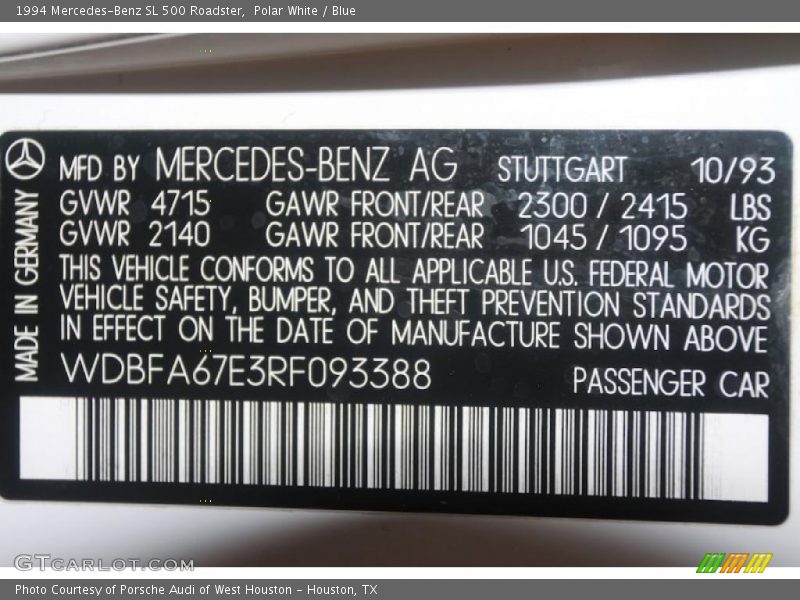 1994 Mercedes-Benz SL 500 Roadster,  Polar White / Blue
MFD BY MERCEDES-BENZ AG STUTTGART 10/93
GVWR 4715 GAWR FRONT/REAR 2300 / 2415 LBS
GVWR 2140 GAWR FRONT/REAR 1045 / 1095 KG
THIS VEHICLE CONFORMS TO ALL APPLICABLE U.S. FEDERAL MOTOR
VEHICLE SAFETY, BUMPER, AND THEFT PREVENTION STANDARDS
IN EFFECT ON THE DATE OF MANUFACTURE SHOWN ABOVE
WDBFA67E3RF093388 PASSENGER CAR
MADE IN GERMANY
GTCARLOT.COM
Photo Courtesy of Porsche Audi of West Houston - Houston, TX